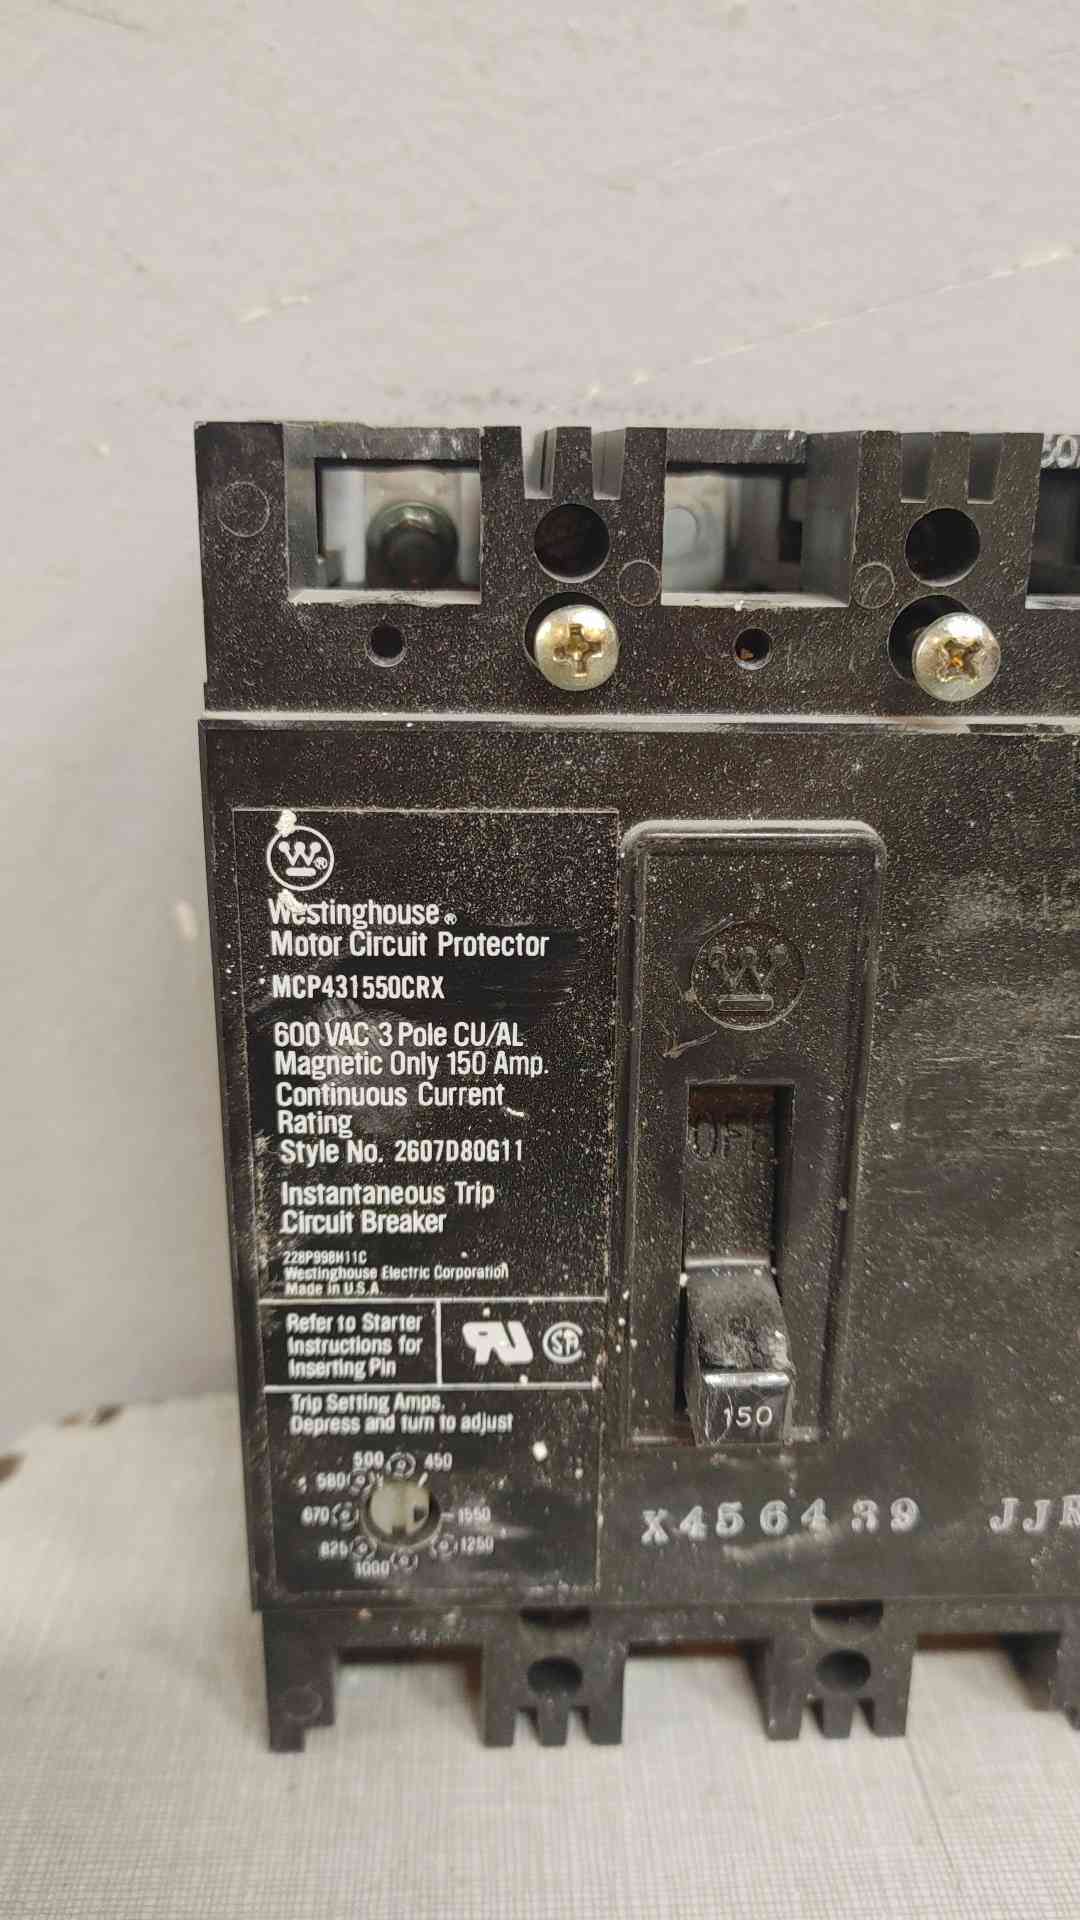 W®
Westinghouse®
Motor Circuit Protector
MCP431550CRX
600 VAC 3 Pole CU/AL
Magnetic Only 150 Amp.
Continuous Current
Rating
Style No. 2607D80G11
Instantaneous Trip
Circuit Breaker
228P998H11C
Westinghouse Electric Corporation
Made in U.S.A.
Refer to Starter
Instructions for
Inserting Pin
Trip Setting Amps.
Depress and turn to adjust
500 450
580
670 1550
825 1250
1000
W
OFF
150
X456439 JJR